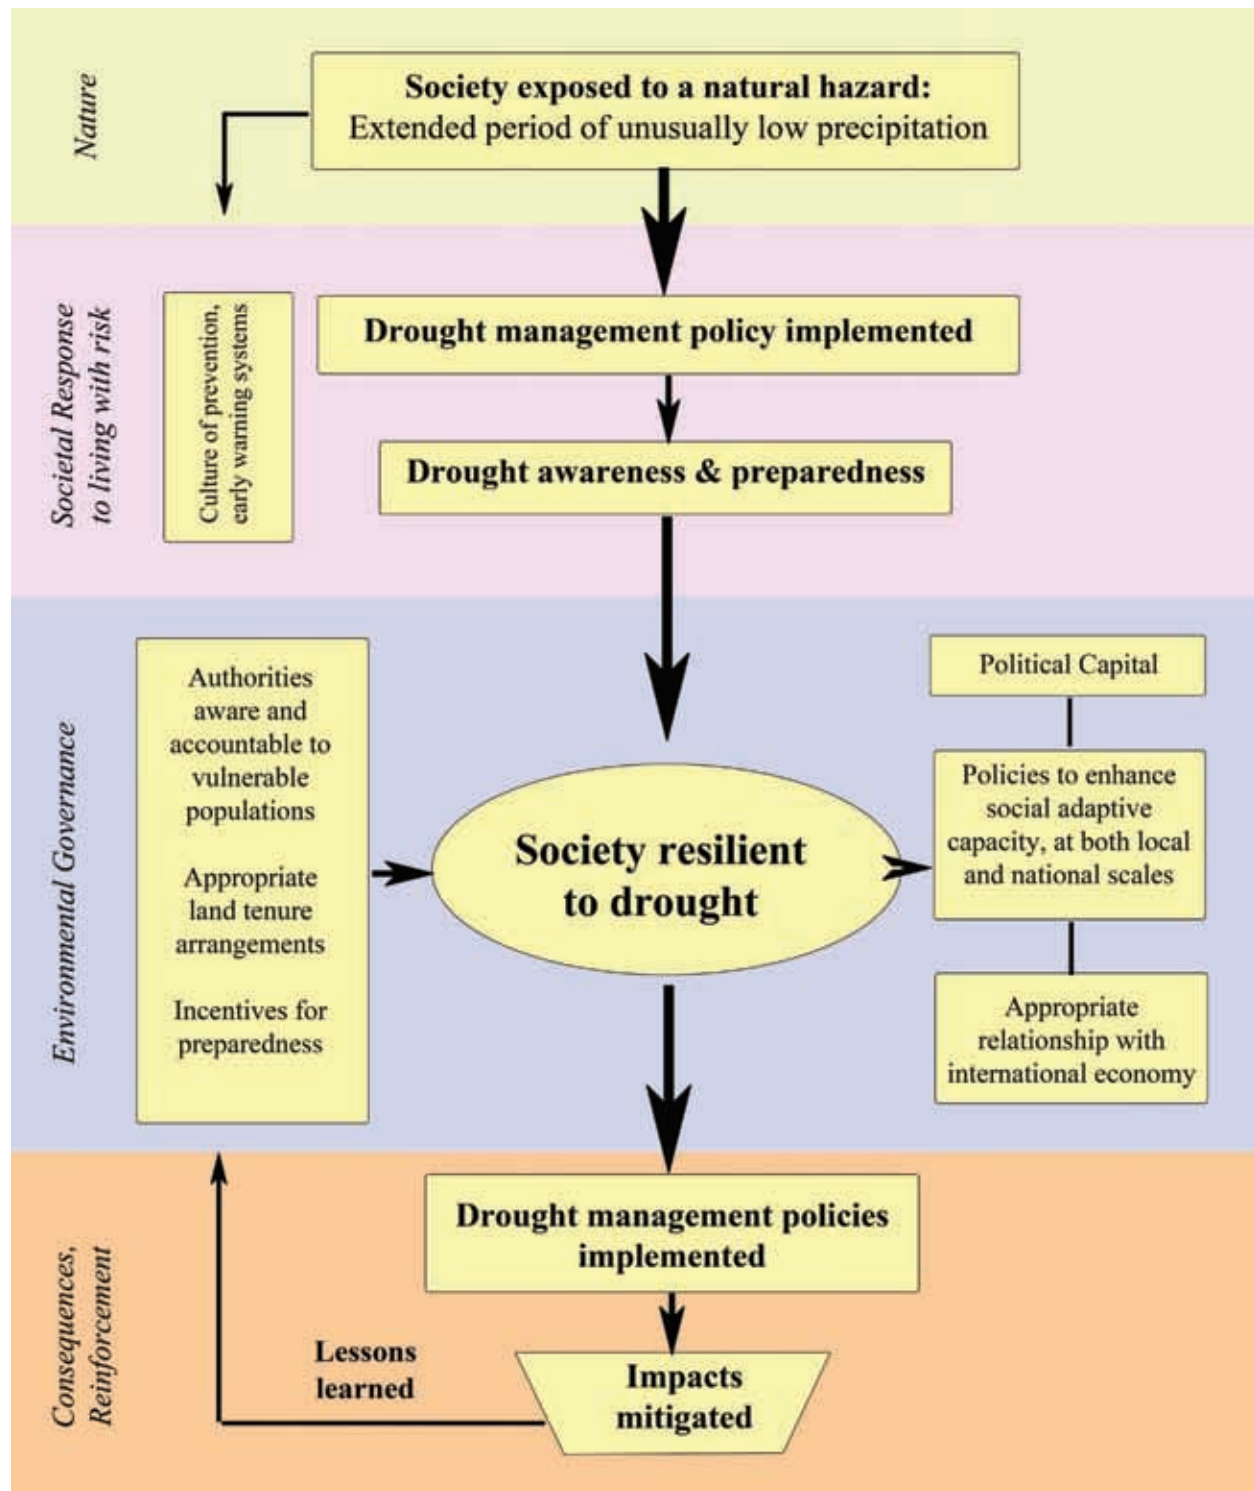 Nature
Society exposed to a natural hazard:
Extended period of unusually low precipitation
Societal Response
to living with risk
Culture of prevention,
early warning systems
Drought management policy implemented
Drought awareness & preparedness
Environmental Governance
Authorities
aware and
accountable to
vulnerable
populations
Appropriate
land tenure
arrangements
Incentives for
preparedness
Society resilient
to drought
Political Capital
Policies to enhance
social adaptive
capacity, at both local
and national scales
Appropriate
relationship with
international economy
Consequences,
Reinforcement
Drought management policies
implemented
Lessons
learned
Impacts
mitigated